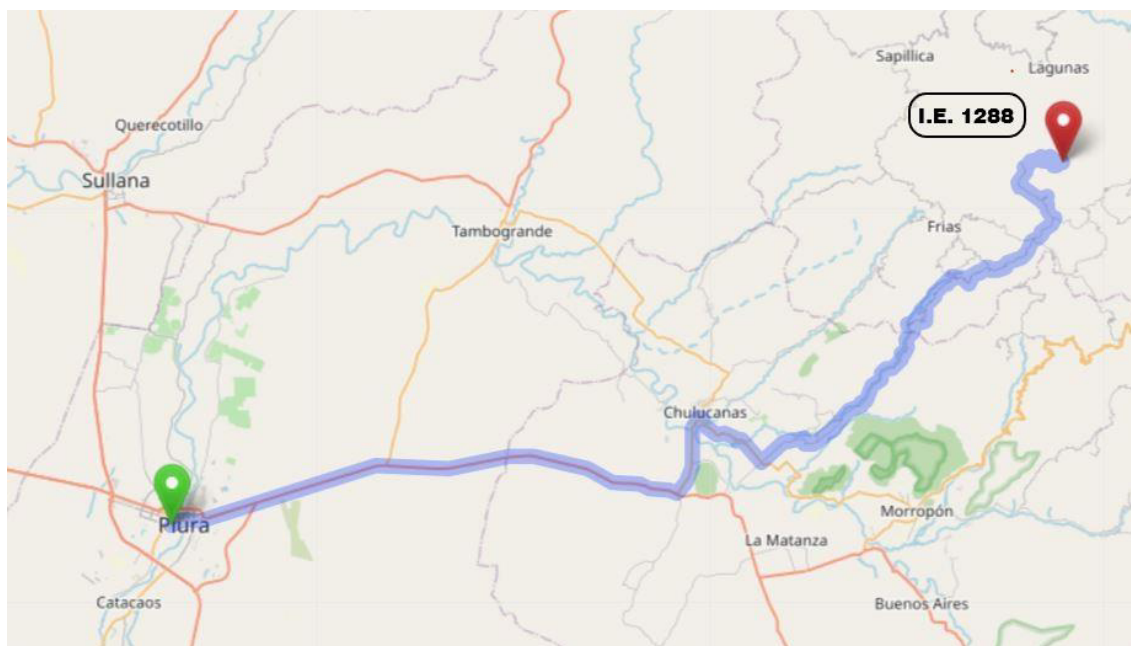 Sapillica
Lagunas
I.E. 1288
Querecotillo
Sullana
Tambogrande
Frias
Chulucanas
Piura
Morropón
La Matanza
Catacaos
Buenos Aires